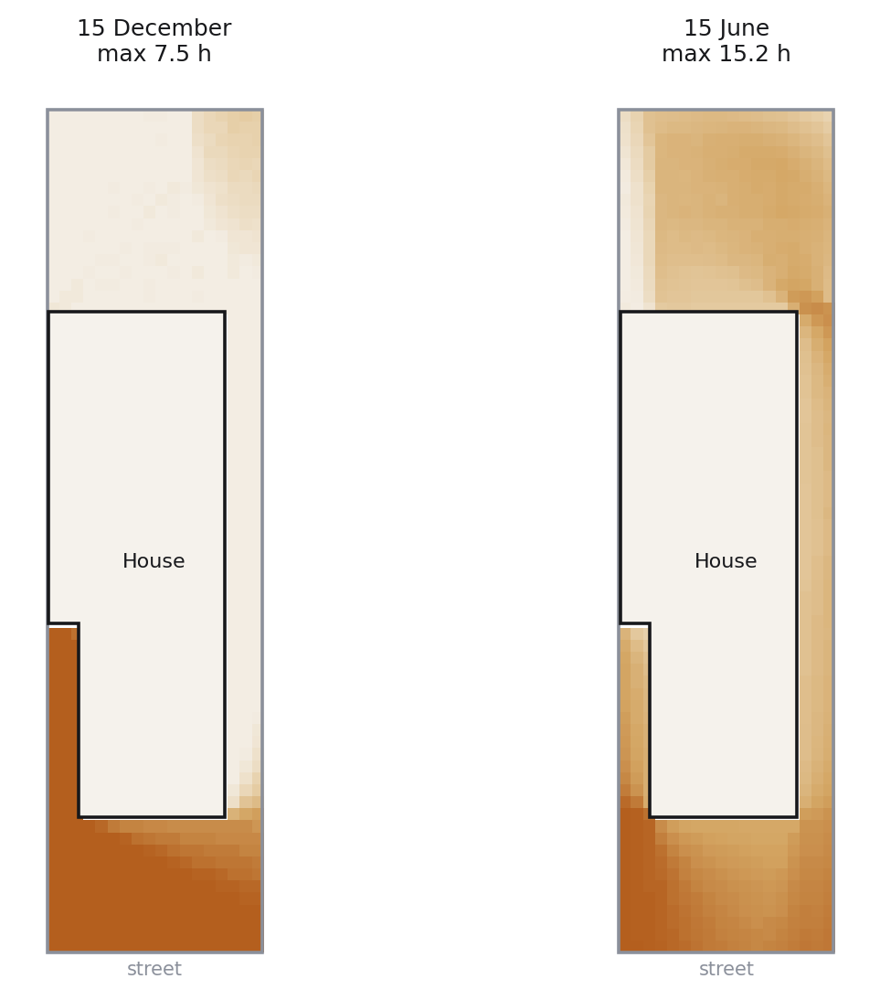 15 December
max 7.5 h
15 June
max 15.2 h
House
House
street
street